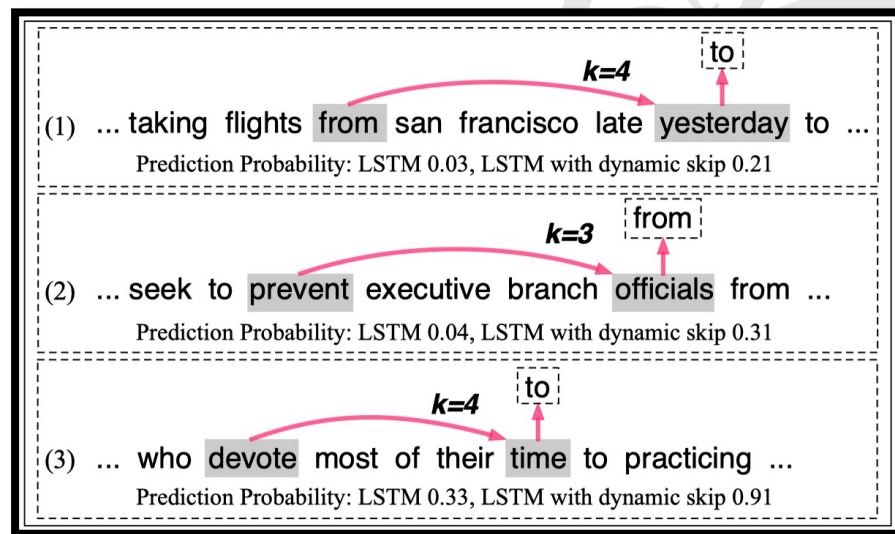 to
k=4
(1) ... taking flights from san francisco late yesterday to ...
Prediction Probability: LSTM 0.03, LSTM with dynamic skip 0.21
from
k=3
(2) ... seek to prevent executive branch officials from ...
Prediction Probability: LSTM 0.04, LSTM with dynamic skip 0.31
to
k=4
(3) ... who devote most of their time to practicing ...
Prediction Probability: LSTM 0.33, LSTM with dynamic skip 0.91